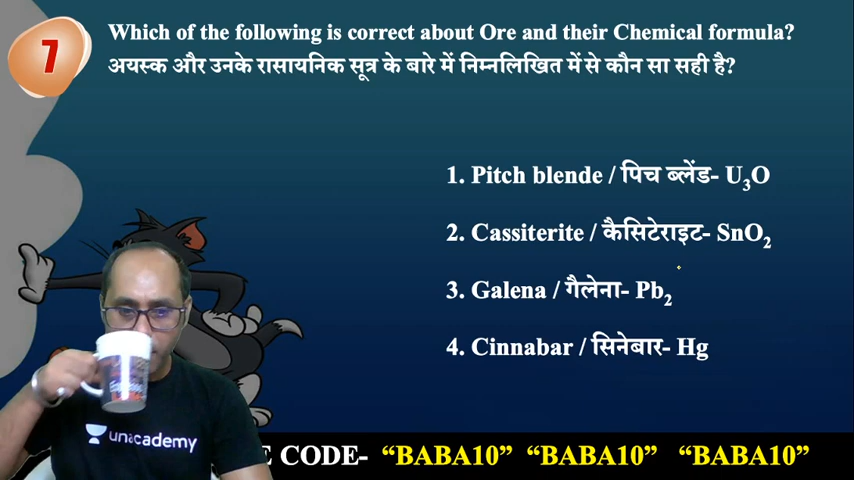 7
Which of the following is correct about Ore and their Chemical formula?
अयस्क और उनके रासायनिक सूत्र के बारे में निम्नलिखित में से कौन सा सही है?
1. Pitch blende / पिच ब्लेंड- U₃O
2. Cassiterite / कैसिटेराइट- SnO₂
3. Galena / गैलेना- Pb₂
4. Cinnabar / सिनेबार- Hg
unacademy
E CODE- “BABA10” “BABA10” “BABA10”